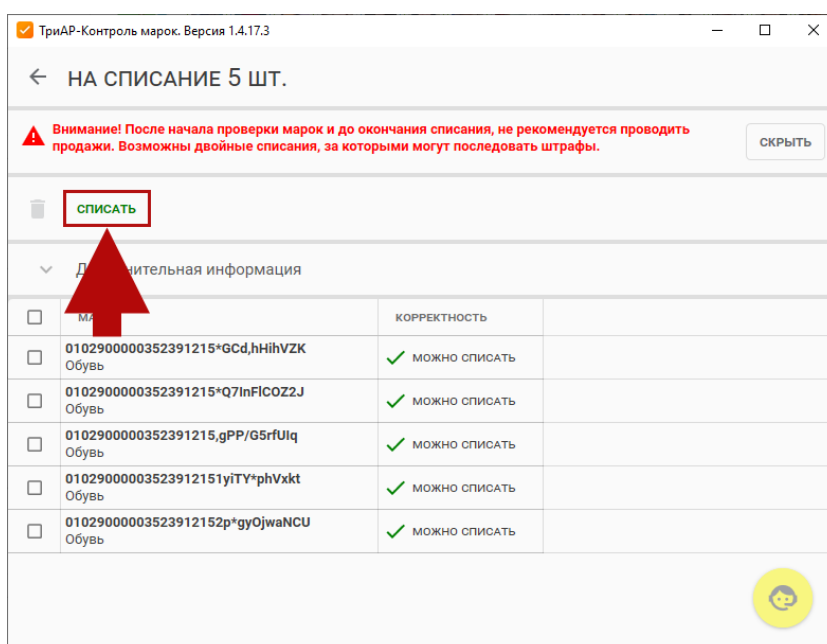 ТриАР-Контроль марок. Версия 1.4.17.3
НА СПИСАНИЕ 5 ШТ.
Внимание! После начала проверки марок и до окончания списания, не рекомендуется проводить
продажи. Возможны двойные списания, за которыми могут последовать штрафы.
СКРЫТЬ
СПИСАТЬ
информация
КОРРЕКТНОСТЬ
0102900000352391215*GCd,hHihVZK
Обувь
МОЖНО СПИСАТЬ
0102900000352391215*Q7InFlCOZ2J
Обувь
МОЖНО СПИСАТЬ
0102900000352391215,gPP/G5rfUIq
Обувь
МОЖНО СПИСАТЬ
01029000003523912151yiTY*phVxkt
Обувь
МОЖНО СПИСАТЬ
01029000003523912152p*gyOjwaNCU
Обувь
МОЖНО СПИСАТЬ